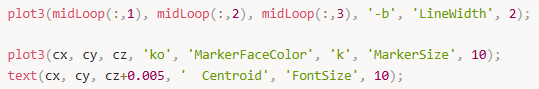 plot3(midLoop(:,1), midLoop(:,2), midLoop(:,3), '-b', 'LineWidth', 2);
plot3(cx, cy, cz, 'ko', 'MarkerFaceColor', 'k', 'MarkerSize', 10);
text(cx, cy, cz+0.005, '  Centroid', 'FontSize', 10);